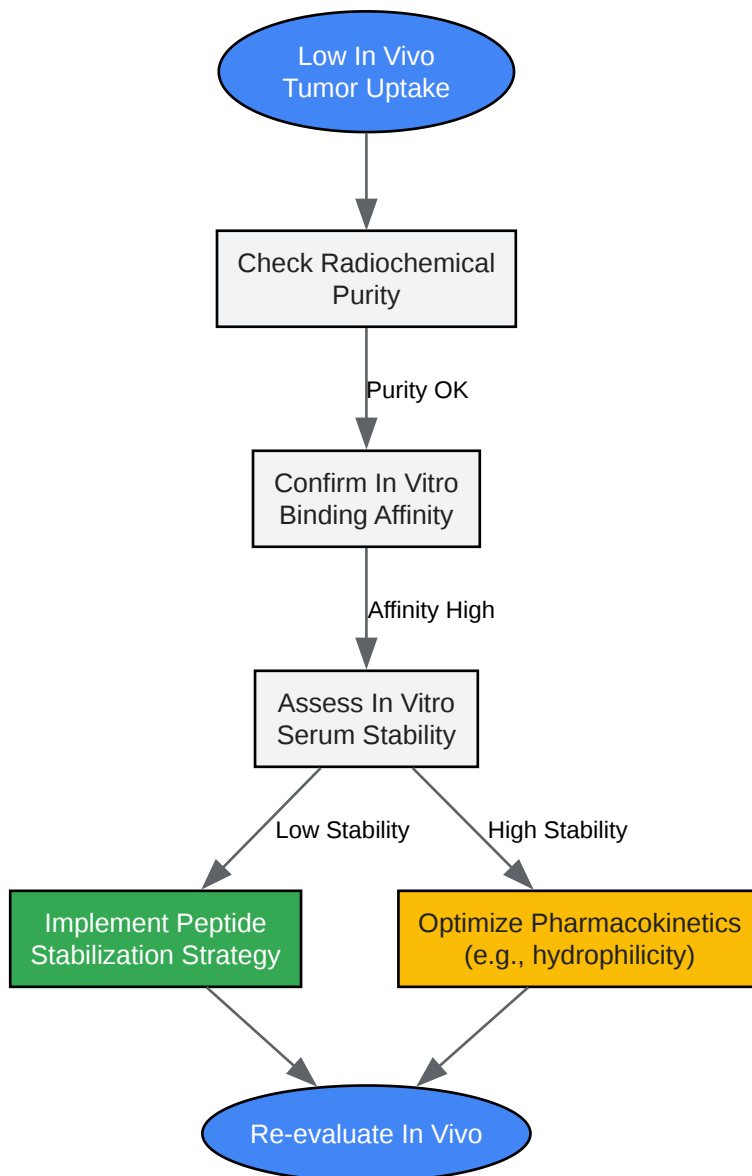 Low In Vivo
Tumor Uptake
Check Radiochemical
Purity
Purity OK
Confirm In Vitro
Binding Affinity
Affinity High
Assess In Vitro
Serum Stability
Low Stability
High Stability
Implement Peptide
Stabilization Strategy
Optimize Pharmacokinetics
(e.g., hydrophilicity)
Re-evaluate In Vivo